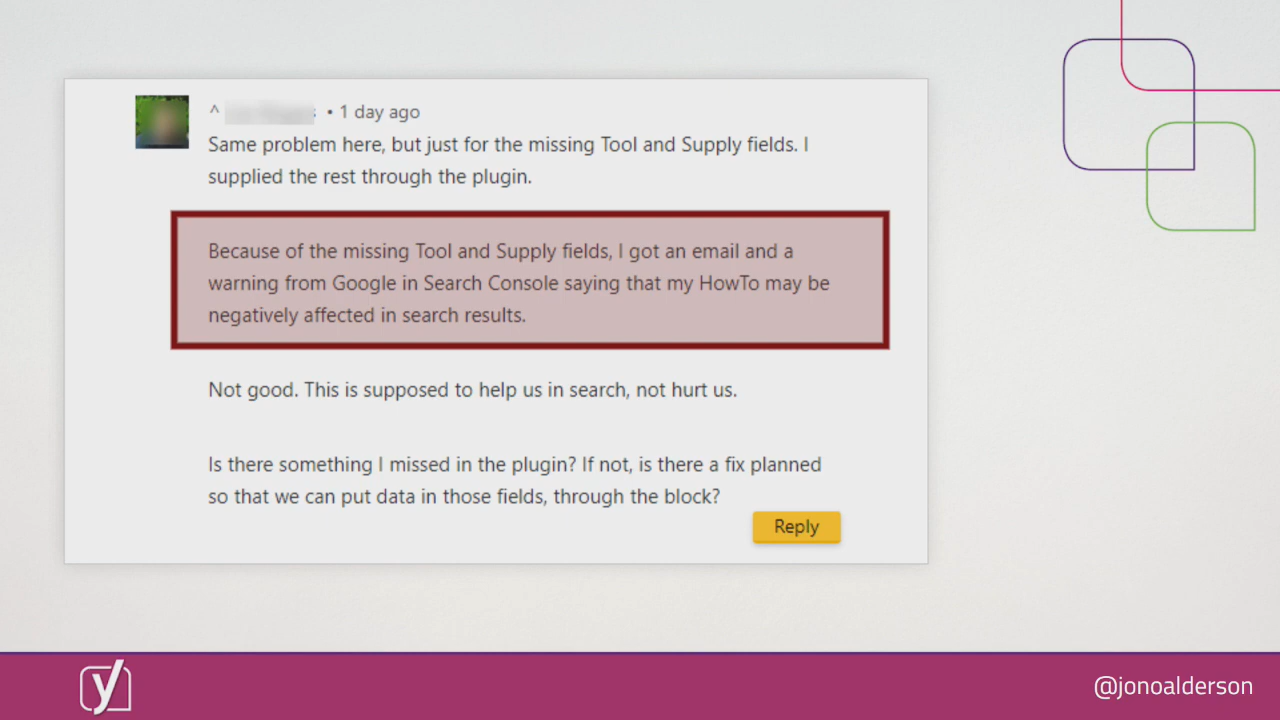 ^ • 1 day ago
Same problem here, but just for the missing Tool and Supply fields. I
supplied the rest through the plugin.
Because of the missing Tool and Supply fields, I got an email and a
warning from Google in Search Console saying that my HowTo may be
negatively affected in search results.
Not good. This is supposed to help us in search, not hurt us.
Is there something I missed in the plugin? If not, is there a fix planned
so that we can put data in those fields, through the block?
Reply
y
@jonoalderson